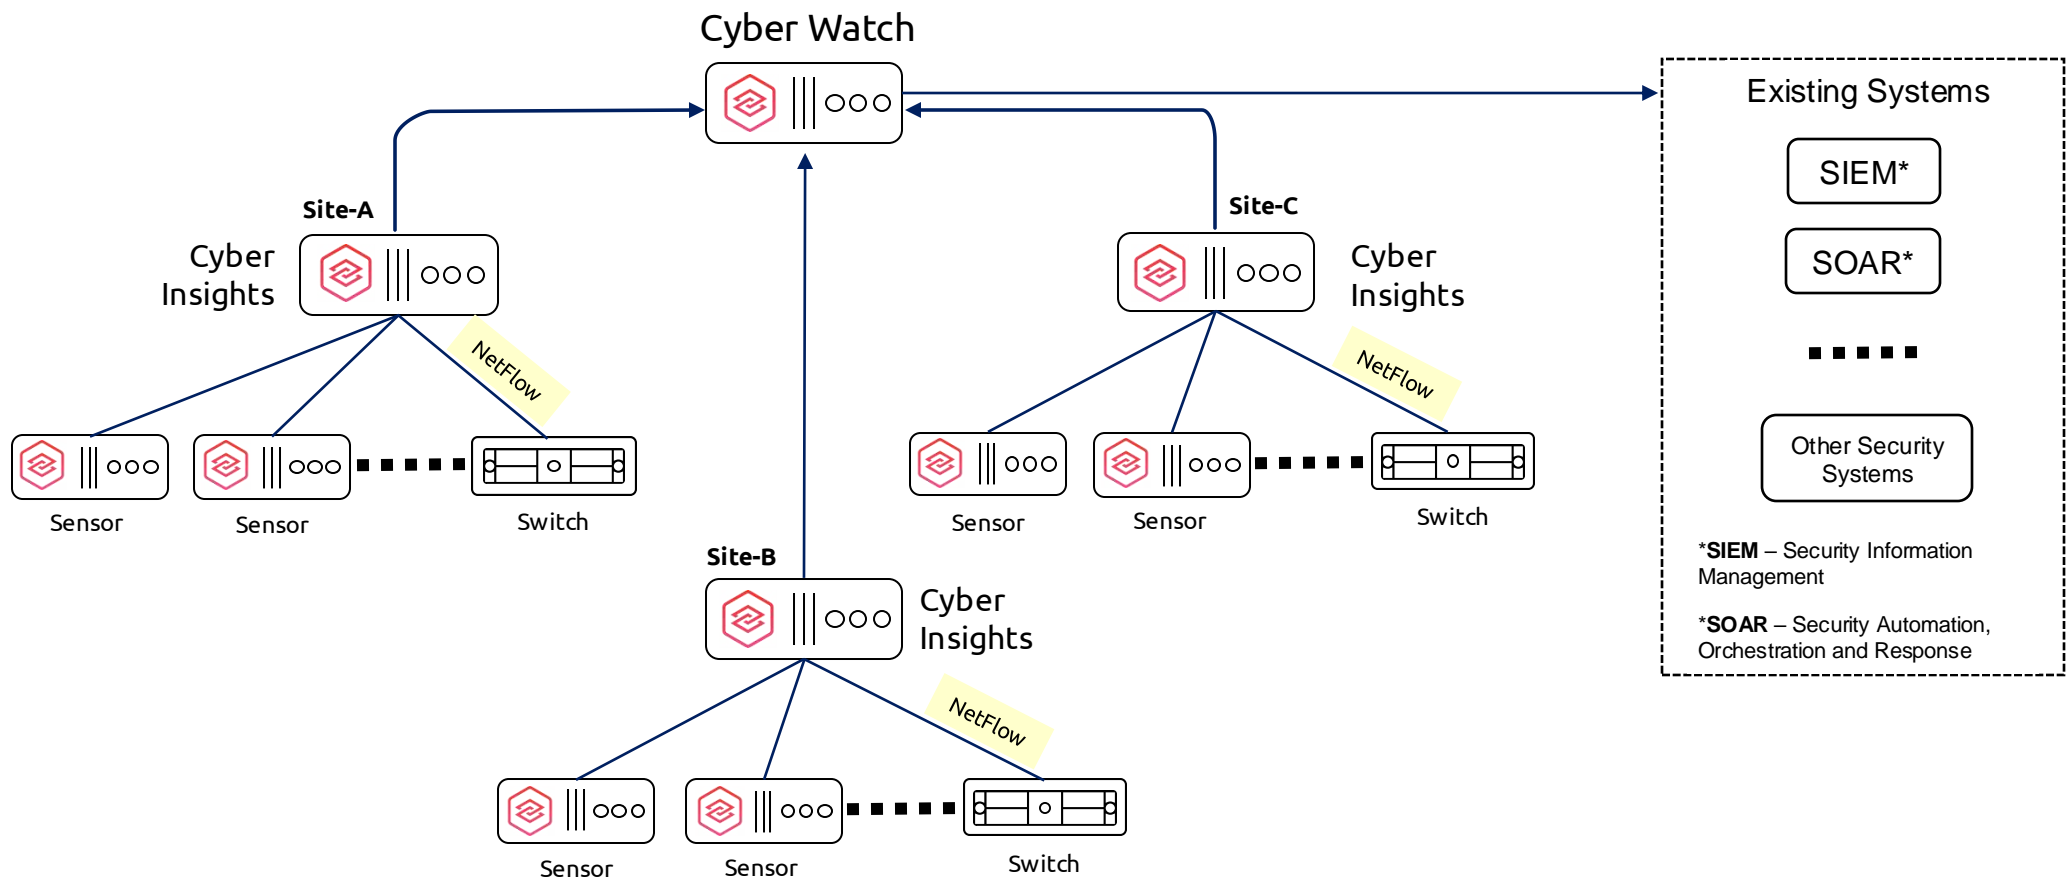 Cyber Watch
Site-A
Cyber
Insights
NetFlow
Sensor
Sensor
Switch
Site-B
Cyber
Insights
NetFlow
Sensor
Sensor
Switch
Site-C
Cyber
Insights
NetFlow
Sensor
Sensor
Switch
Existing Systems
SIEM*
SOAR*
Other Security
Systems
*SIEM – Security Information
Management
*SOAR – Security Automation,
Orchestration and Response